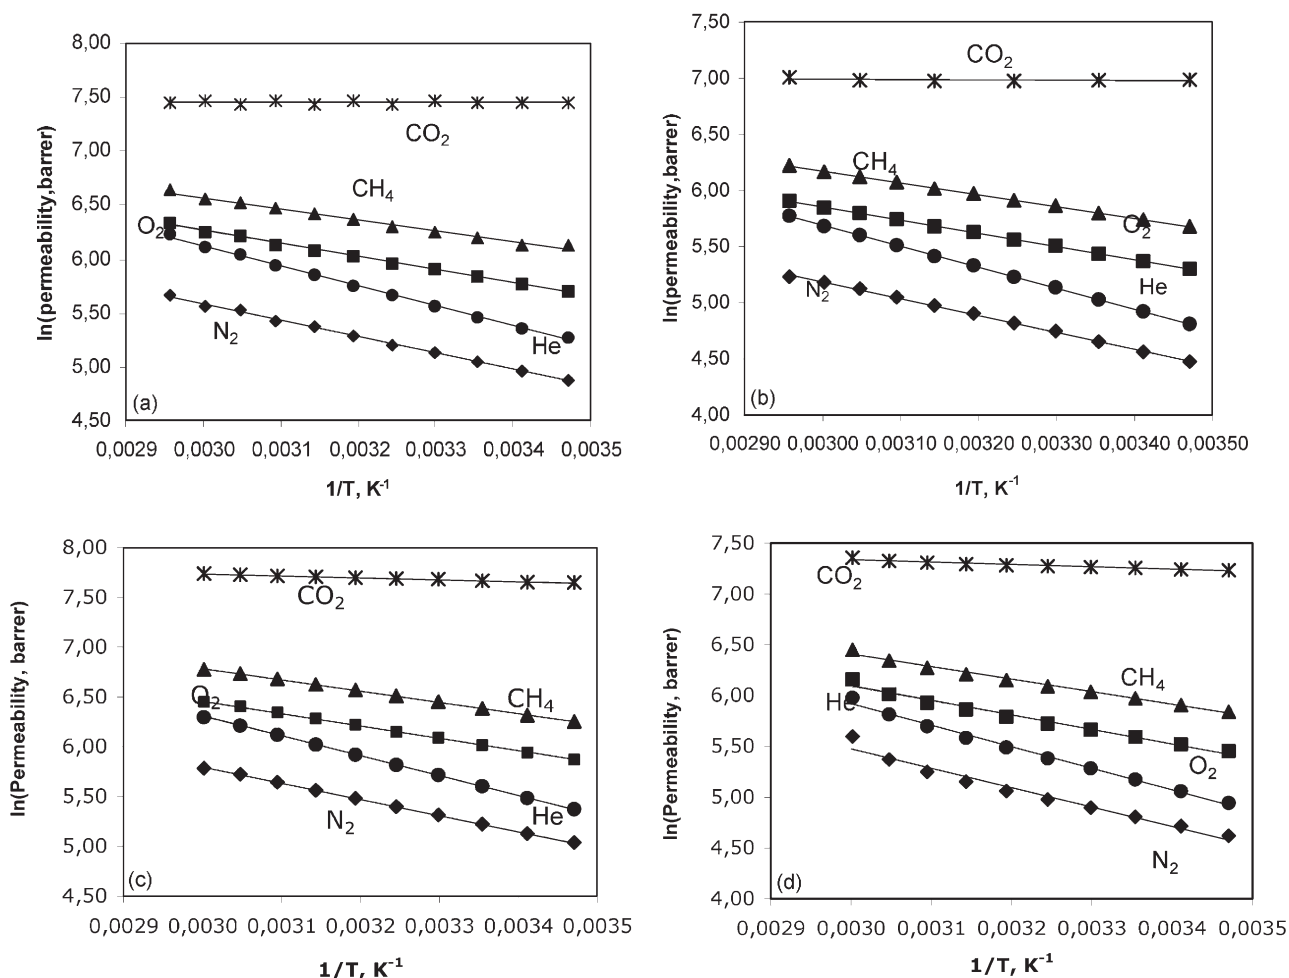 8,00
7,50
7,00
6,50
6,00
5,50
5,00
4,50
ln(permeability,barrer)
CO2
CH4
O2
N2
He
(a)
0,0029 0,0030 0,0031 0,0032 0,0033 0,0034 0,0035
1/T, K-1
7,50
7,00
6,50
6,00
5,50
5,00
4,50
4,00
ln(permeability,barrer)
CO2
CH4
O2
He
N2
(b)
0,00290 0,00300 0,00310 0,00320 0,00330 0,00340 0,00350
1/T, K-1
8,00
7,50
7,00
6,50
6,00
5,50
5,00
4,50
ln(Permeability, barrer)
CO2
O2
CH4
N2
He
(c)
0,0029 0,0030 0,0031 0,0032 0,0033 0,0034 0,0035
1/T, K-1
7,50
7,00
6,50
6,00
5,50
5,00
4,50
4,00
ln(Permeability, barrer)
CO2
CH4
He
O2
N2
(d)
0,0029 0,0030 0,0031 0,0032 0,0033 0,0034 0,0035
1/T, K-1